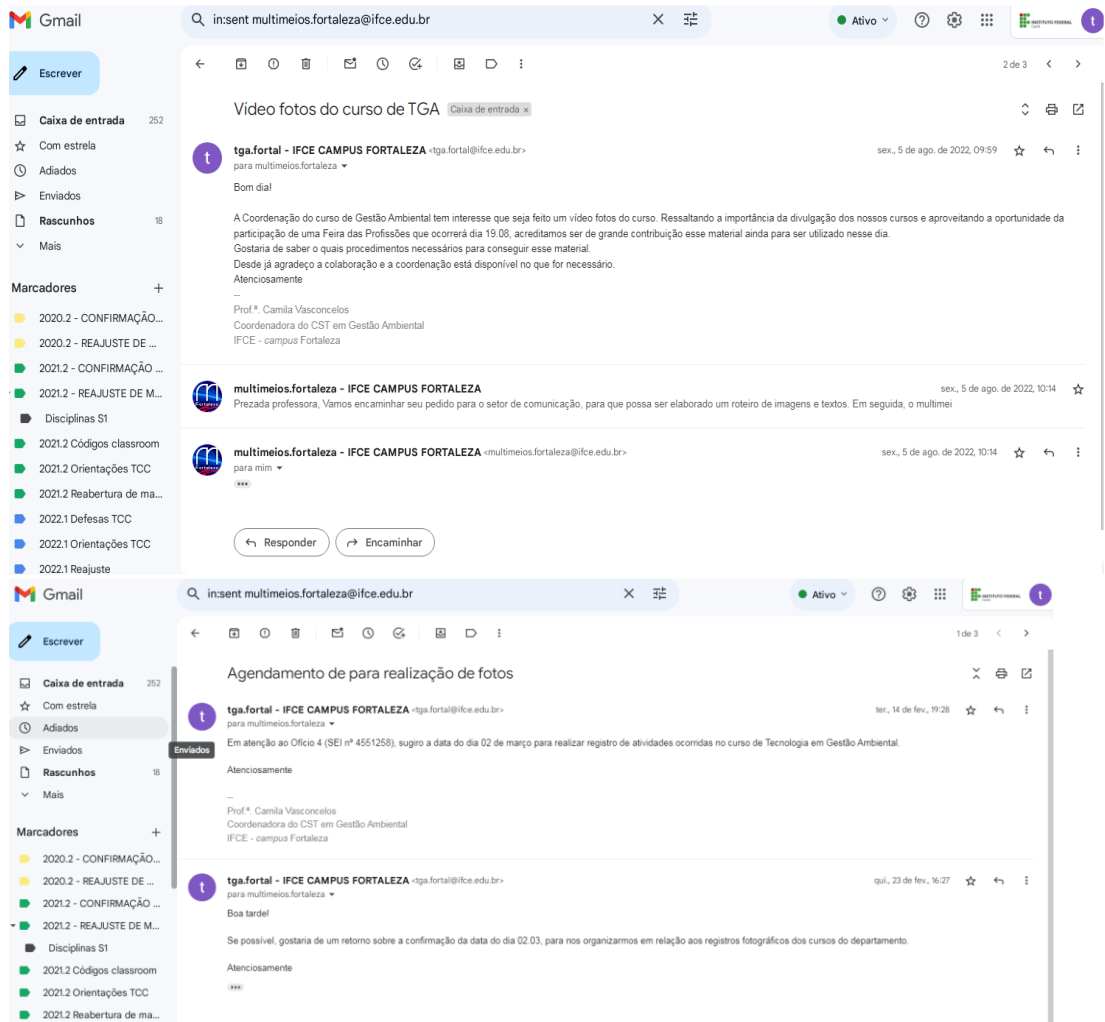 Gmail
in:sent multimeios.fortaleza@ifce.edu.br
Ativo
INSTITUTO FEDERAL
t
Escrever
2 de 3
Caixa de entrada 252
Com estrela
Adiados
Enviados
Rascunhos 18
Mais
Marcadores +
2020.2 - CONFIRMAÇÃO...
2020.2 - REAJUSTE DE ...
2021.2 - CONFIRMAÇÃO ...
2021.2 - REAJUSTE DE M...
Disciplinas S1
2021.2 Códigos classroom
2021.2 Orientações TCC
2021.2 Reabertura de ma...
2022.1 Defesas TCC
2022.1 Orientações TCC
2022.1 Reajuste
Vídeo fotos do curso de TGA Caixa de entrada x
t
tga.fortal - IFCE CAMPUS FORTALEZA <tga.fortal@ifce.edu.br> sex., 5 de ago. de 2022, 09:59
para multimeios.fortaleza
Bom dia!
A Coordenação do curso de Gestão Ambiental tem interesse que seja feito um vídeo fotos do curso. Ressaltando a importância da divulgação dos nossos cursos e aproveitando a oportunidade da
participação de uma Feira das Profissões que ocorrerá dia 19.08, acreditamos ser de grande contribuição esse material ainda para ser utilizado nesse dia.
Gostaria de saber o quais procedimentos necessários para conseguir esse material.
Desde já agradeço a colaboração e a coordenação está disponível no que for necessário.
Atenciosamente
--
Prof.ª. Camila Vasconcelos
Coordenadora do CST em Gestão Ambiental
IFCE - campus Fortaleza
multimeios.fortaleza - IFCE CAMPUS FORTALEZA sex., 5 de ago. de 2022, 10:14
Prezada professora, Vamos encaminhar seu pedido para o setor de comunicação, para que possa ser elaborado um roteiro de imagens e textos. Em seguida, o multimei
multimeios.fortaleza - IFCE CAMPUS FORTALEZA <multimeios.fortaleza@ifce.edu.br> sex., 5 de ago. de 2022, 10:14
para mim
Responder Encaminhar
Gmail
in:sent multimeios.fortaleza@ifce.edu.br
Ativo
INSTITUTO FEDERAL
t
Escrever
1 de 3
Caixa de entrada 252
Com estrela
Adiados
Enviados
Enviados
Rascunhos 18
Mais
Marcadores +
2020.2 - CONFIRMAÇÃO...
2020.2 - REAJUSTE DE ...
2021.2 - CONFIRMAÇÃO ...
2021.2 - REAJUSTE DE M...
Disciplinas S1
2021.2 Códigos classroom
2021.2 Orientações TCC
2021.2 Reabertura de ma...
Agendamento de para realização de fotos
t
tga.fortal - IFCE CAMPUS FORTALEZA <tga.fortal@ifce.edu.br> ter., 14 de fev., 19:28
para multimeios.fortaleza
Em atenção ao Ofício 4 (SEI nº 4551258), sugiro a data do dia 02 de março para realizar registro de atividades ocorridas no curso de Tecnologia em Gestão Ambiental.
Atenciosamente
--
Prof.ª. Camila Vasconcelos
Coordenadora do CST em Gestão Ambiental
IFCE - campus Fortaleza
t
tga.fortal - IFCE CAMPUS FORTALEZA <tga.fortal@ifce.edu.br> qui., 23 de fev., 16:27
para multimeios.fortaleza
Boa tarde!
Se possível, gostaria de um retorno sobre a confirmação da data do dia 02.03, para nos organizarmos em relação aos registros fotográficos dos cursos do departamento.
Atenciosamente